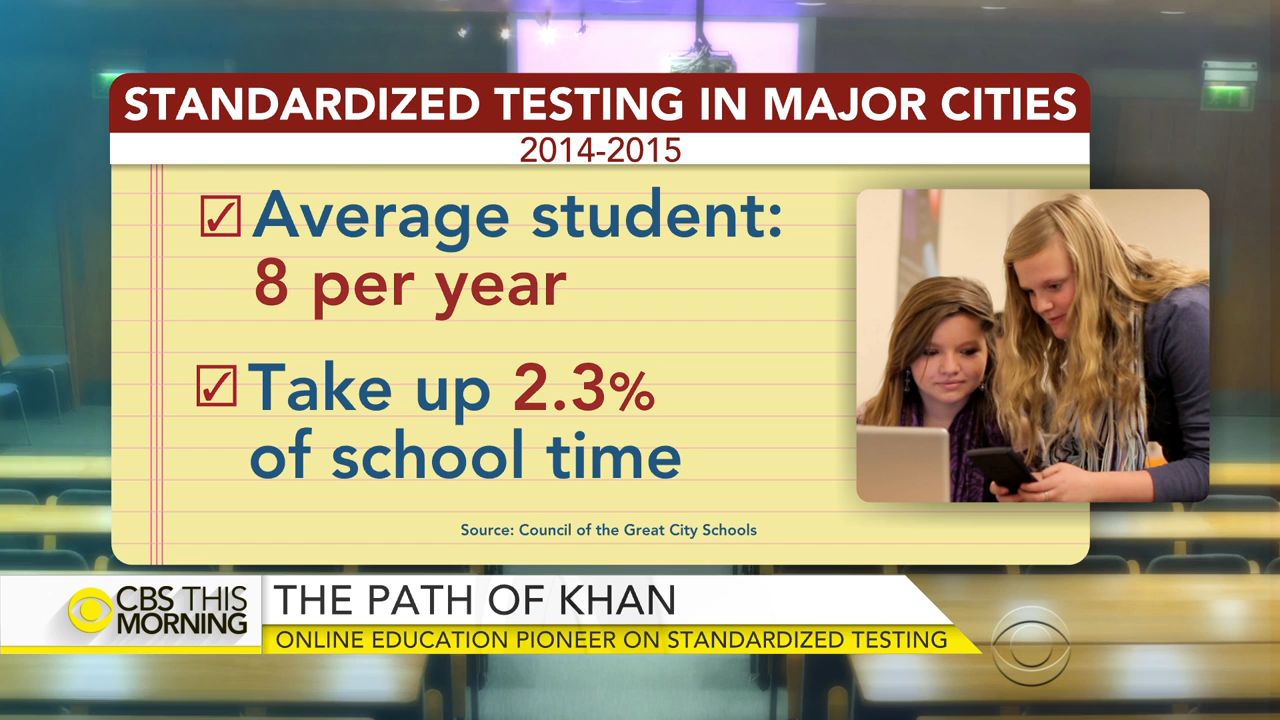 STANDARDIZED TESTING IN MAJOR CITIES
2014-2015
☑ Average student:
8 per year
☑ Take up 2.3%
of school time
Source: Council of the Great City Schools
CBS THIS
MORNING
THE PATH OF KHAN
ONLINE EDUCATION PIONEER ON STANDARDIZED TESTING